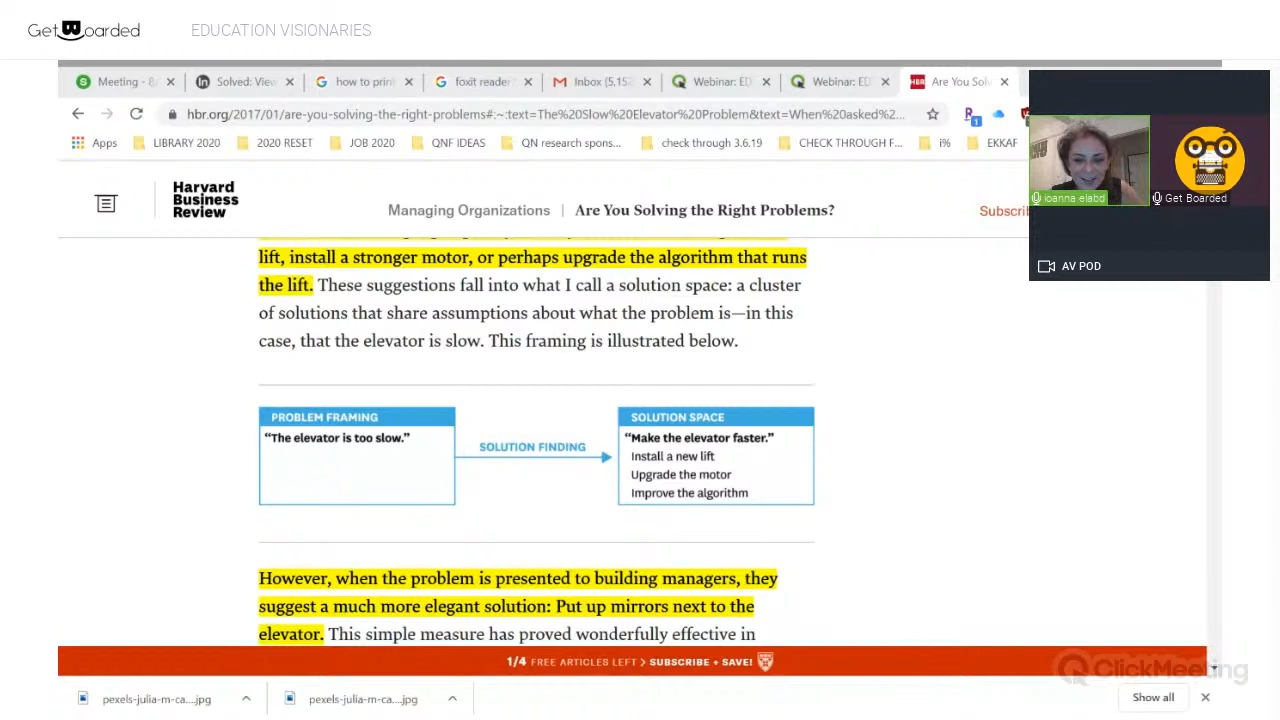 Get Boarded
EDUCATION VISIONARIES
Meeting - 8
Solved: View
how to print
foxit reader
Inbox (5,15
Webinar: ED
Webinar: ED
HBR Are You Solv
hbr.org/2017/01/are-you-solving-the-right-problems#:~:text=The%20Slow%20Elevator%20Problem&text=When%20asked%2...
Apps
LIBRARY 2020
2020 RESET
JOB 2020
QNF IDEAS
QN research spons...
check through 3.6.19
CHECK THROUGH F...
i%
EKKAF
Harvard
Business
Review
Managing Organizations | Are You Solving the Right Problems?
Subscri
ioanna elabd
Get Boarded
AV POD
lift, install a stronger motor, or perhaps upgrade the algorithm that runs
the lift. These suggestions fall into what I call a solution space: a cluster
of solutions that share assumptions about what the problem is—in this
case, that the elevator is slow. This framing is illustrated below.
PROBLEM FRAMING
“The elevator is too slow.”
SOLUTION FINDING
SOLUTION SPACE
“Make the elevator faster.”
Install a new lift
Upgrade the motor
Improve the algorithm
However, when the problem is presented to building managers, they
suggest a much more elegant solution: Put up mirrors next to the
elevator. This simple measure has proved wonderfully effective in
1/4 FREE ARTICLES LEFT > SUBSCRIBE + SAVE!
ClickMeeting
pexels-julia-m-ca....jpg
pexels-julia-m-ca....jpg
Show all